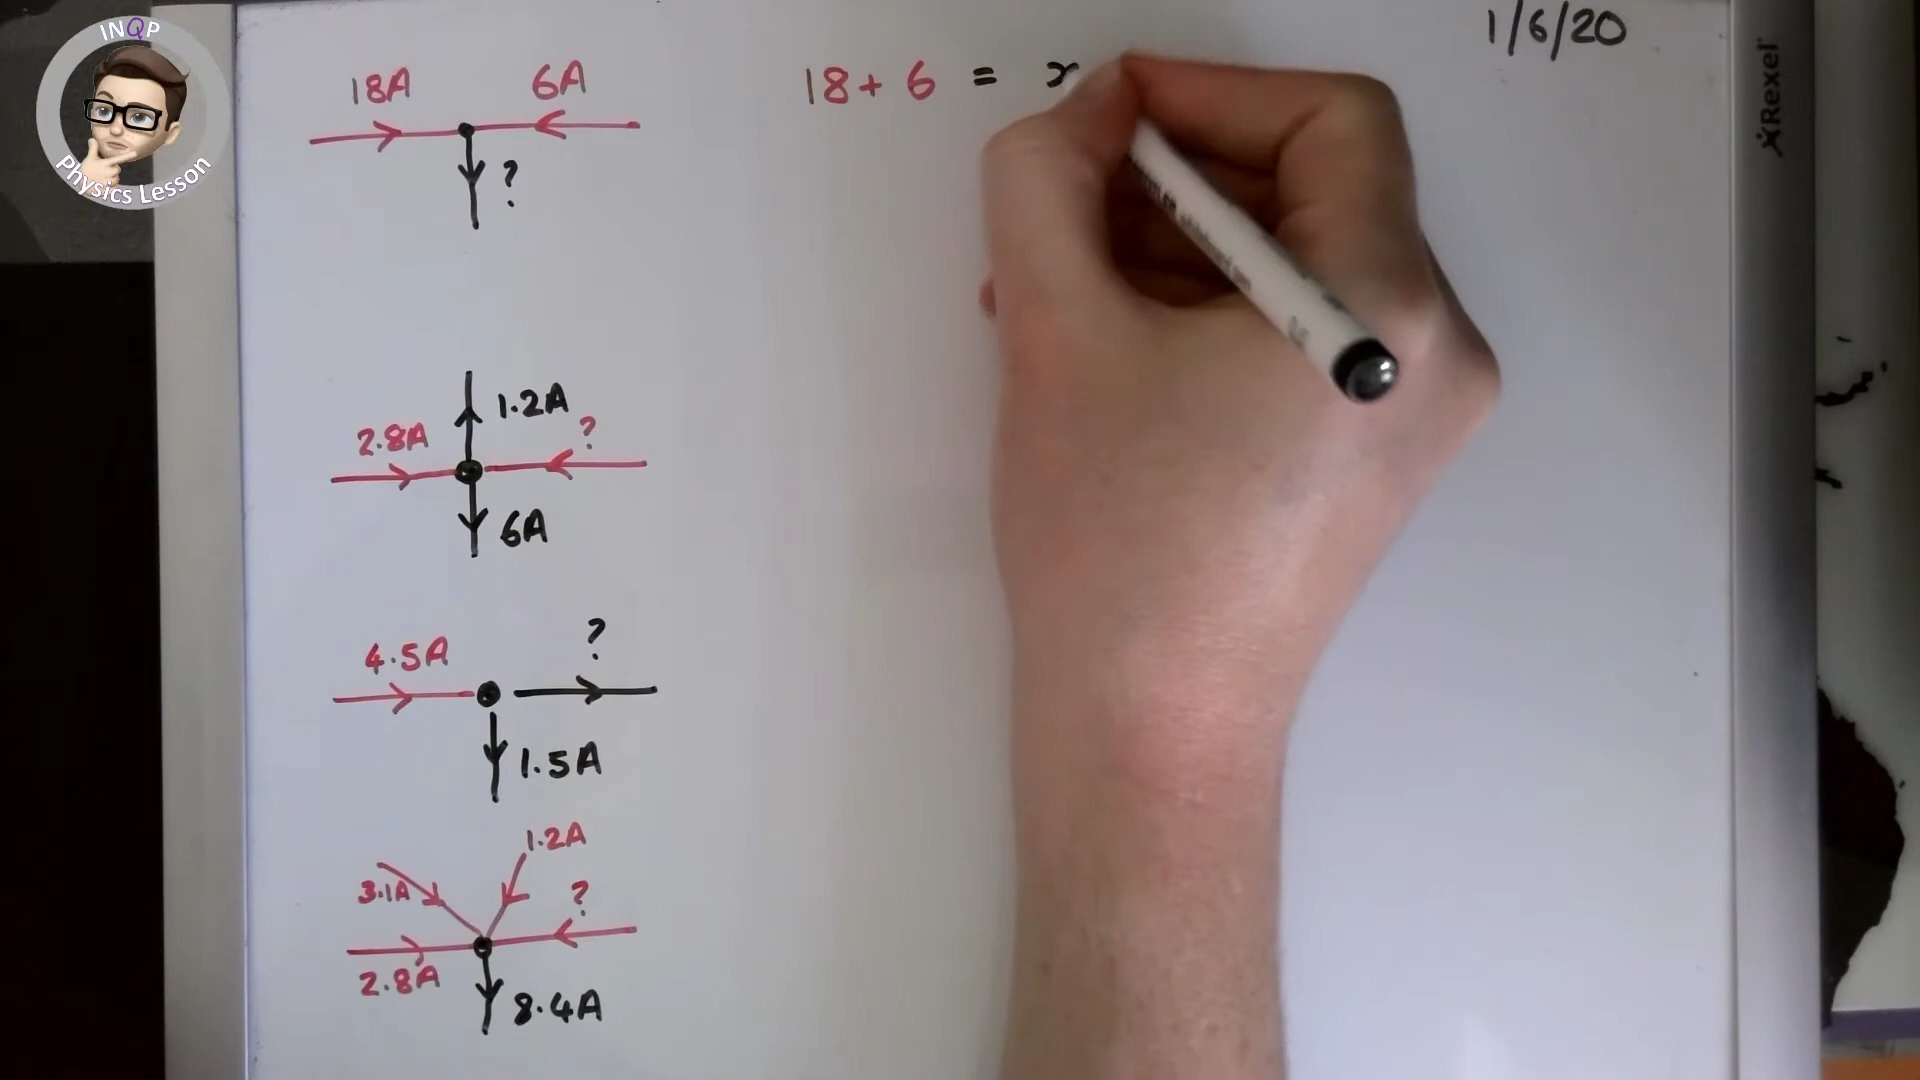 iNQP
Physics Lesson
1/6/20
xRexel
18A
6A
18 + 6 = x
?
1.2A
2.8A
?
6A
?
4.5A
1.5A
1.2A
3.1A
?
2.8A
8.4A